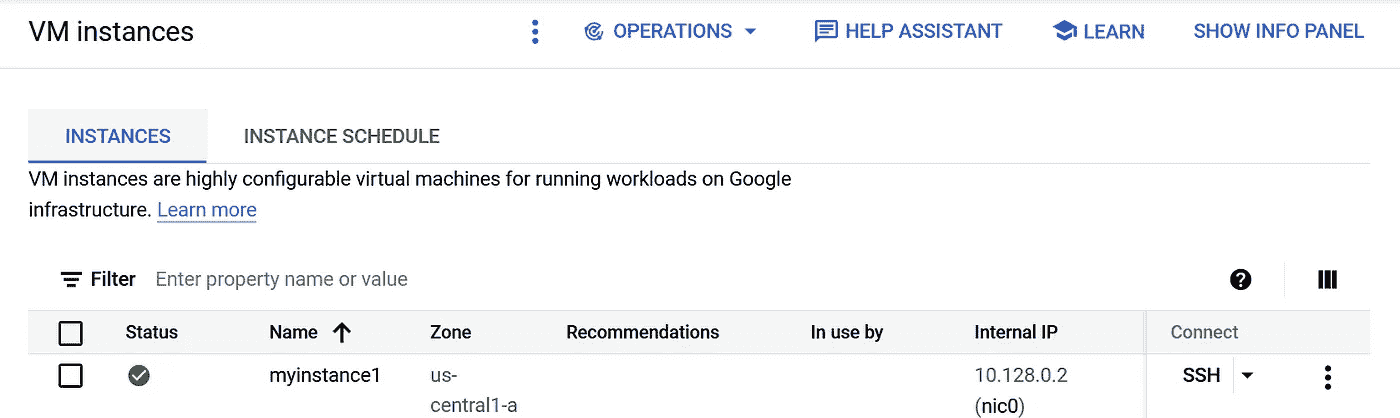 VM instances
OPERATIONS
HELP ASSISTANT
LEARN
SHOW INFO PANEL
INSTANCES
INSTANCE SCHEDULE
VM instances are highly configurable virtual machines for running workloads on Google
infrastructure. Learn more
Filter Enter property name or value
Status Name Zone Recommendations In use by Internal IP Connect
myinstance1 us- 10.128.0.2 SSH
central1-a (nic0)